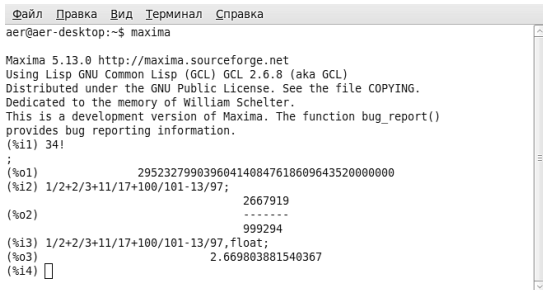 Файл Правка Вид Терминал Справка
aer@aer-desktop:~$ maxima
Maxima 5.13.0 http://maxima.sourceforge.net
Using Lisp GNU Common Lisp (GCL) GCL 2.6.8 (aka GCL)
Distributed under the GNU Public License. See the file COPYING.
Dedicated to the memory of William Schelter.
This is a development version of Maxima. The function bug_report()
provides bug reporting information.
(%i1) 34!
;
(%o1) 295232799039604140847618609643520000000
(%i2) 1/2+2/3+11/17+100/101-13/97;
2667919
(%o2) -------
999294
(%i3) 1/2+2/3+11/17+100/101-13/97,float;
(%o3) 2.669803881540367
(%i4)